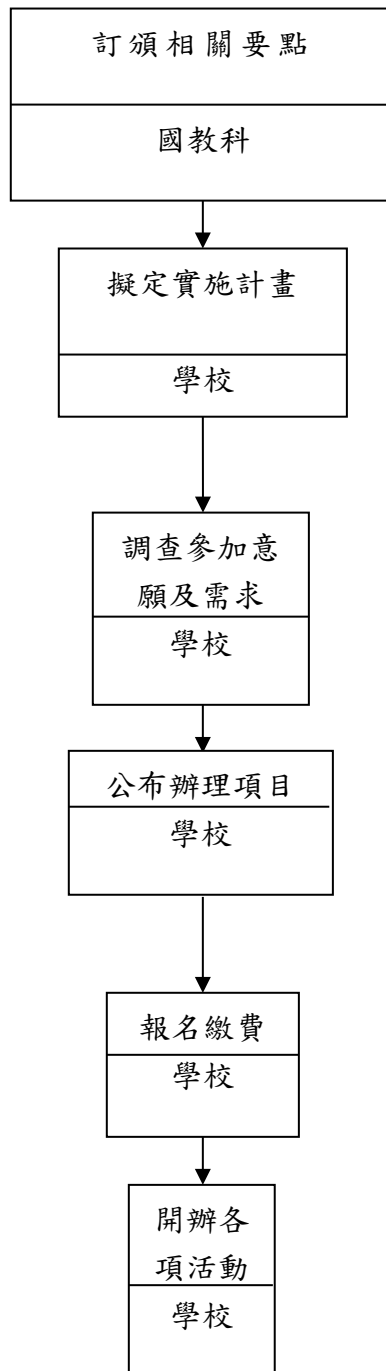 訂頒相關要點
國教科
擬定實施計畫
學校
調查參加意
願及需求
學校
公布辦理項目
學校
報名繳費
學校
開辦各
項活動
學校